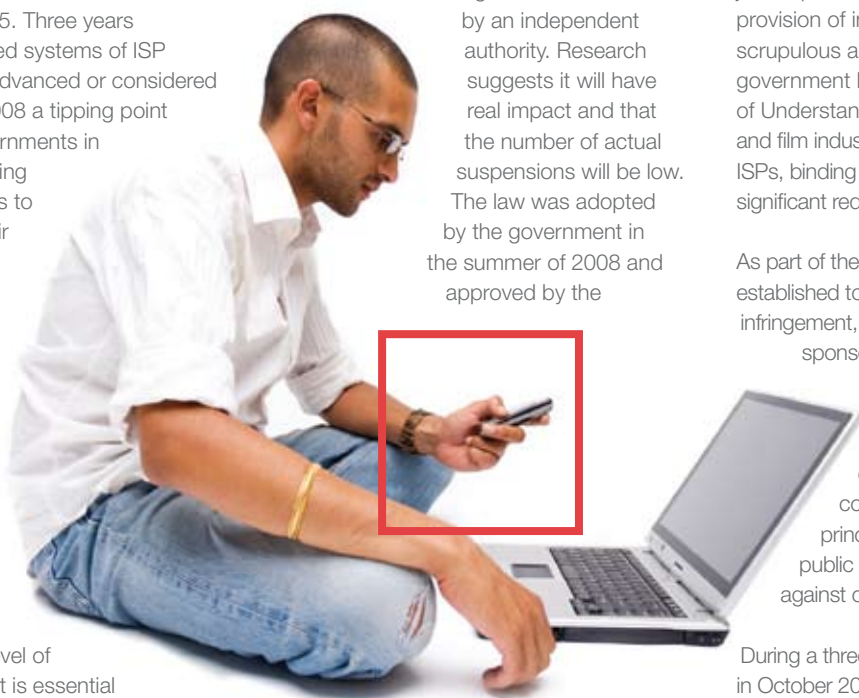 5. Three years
ed systems of ISP
dvanced or considered
08 a tipping point
rnments in
ing
s to
ir
vel of
t is essential
by an independent
authority. Research
suggests it will have
real impact and that
the number of actual
suspensions will be low.
The law was adopted
by the government in
the summer of 2008 and
approved by the
provision of in
scrupulous a
government
of Understan
and film indus
ISPs, binding
significant rec
As part of the
established to
infringement,
sponso
co
princ
public
against c
During a three
in October 20